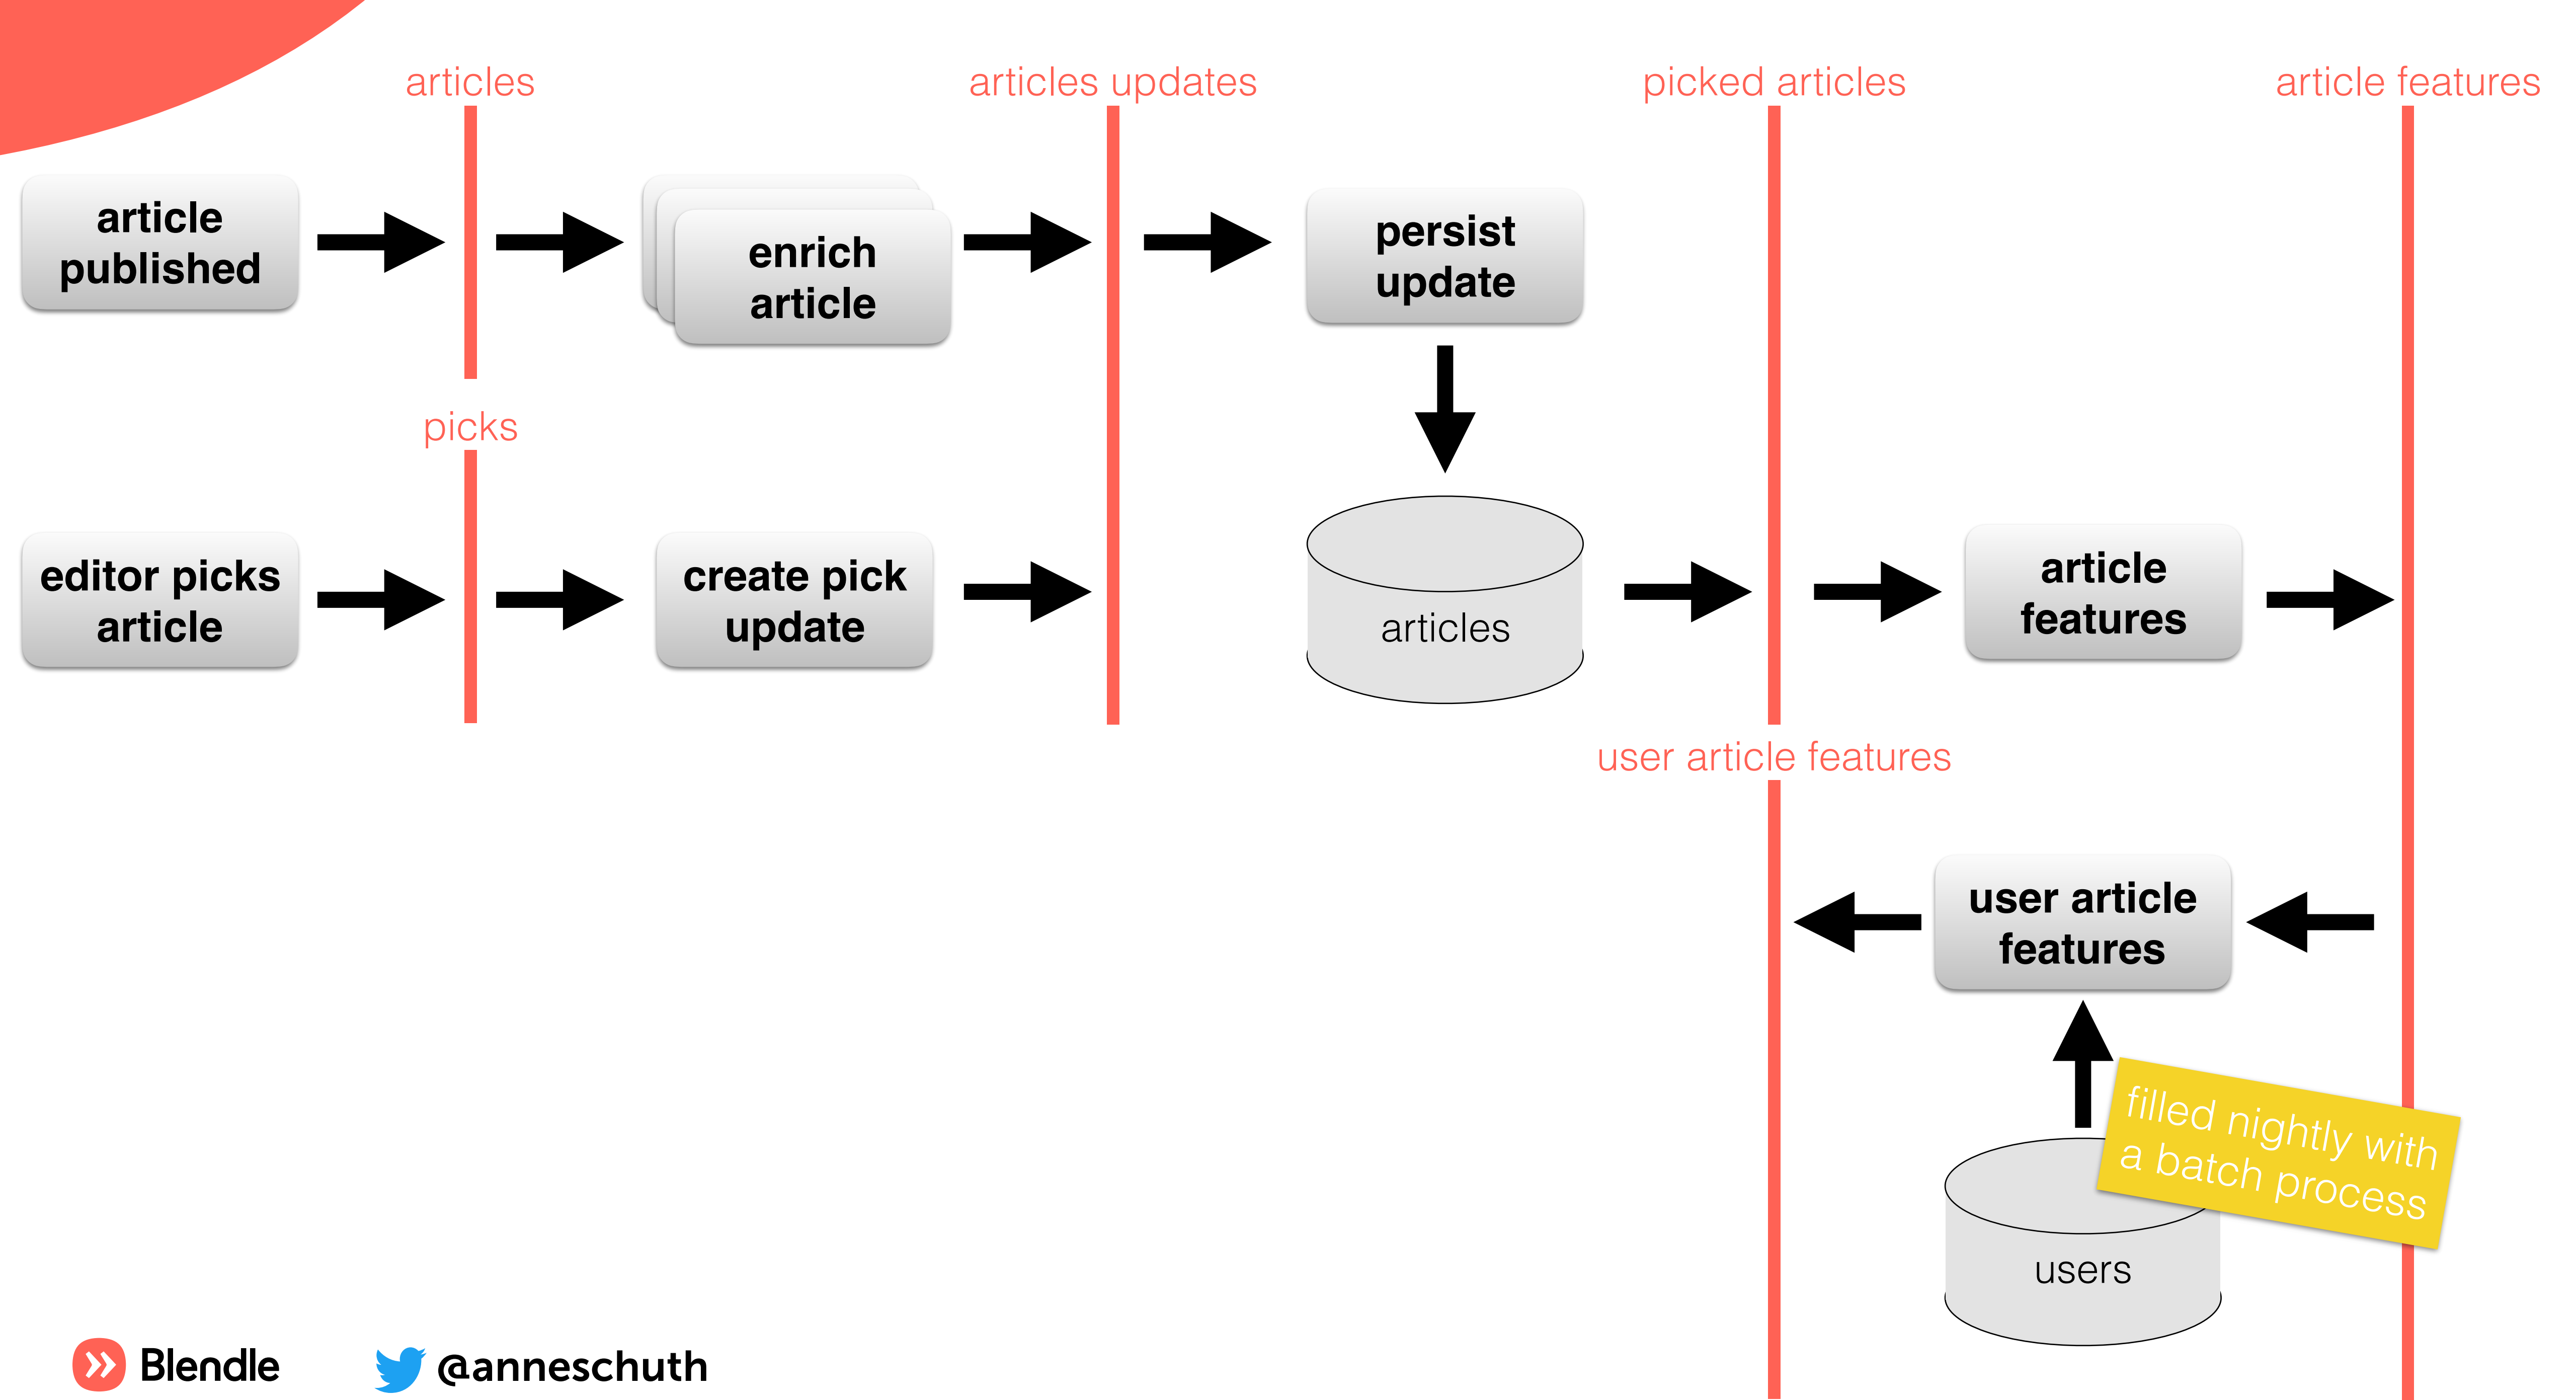 articles
articles updates
picked articles
article features
article
published
enrich
article
persist
update
picks
editor picks
article
create pick
update
articles
article
features
user article features
user article
features
filled nightly with
a batch process
users
Blendle
@anneschuth